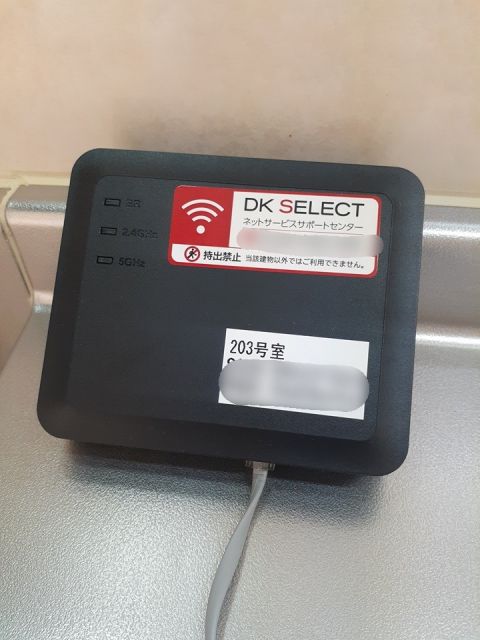 DK SELECT
ネットサービスサポートセンター
持出禁止 当該建物以外ではご利用できません。
2.4GHz
5GHz
203号室